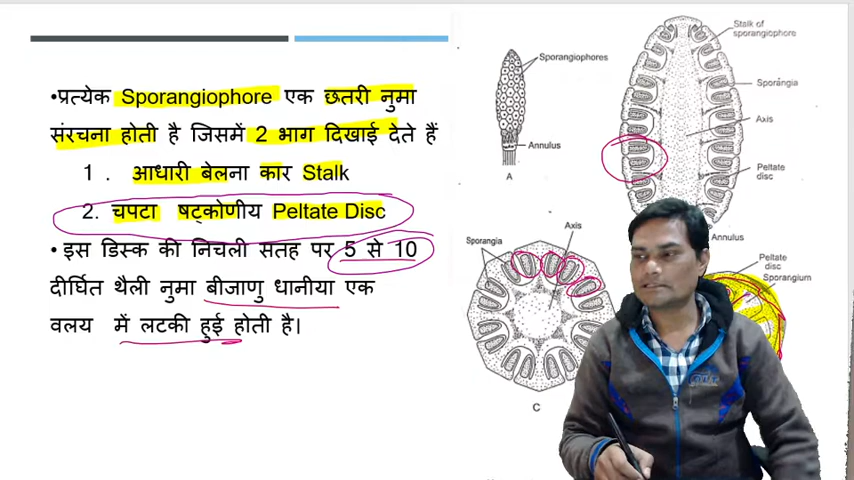 •प्रत्येक Sporangiophore एक छतरी नुमा
संरचना होती है जिसमें 2 भाग दिखाई देते हैं
1 . आधारी बेलना कार Stalk
2. चपटा षट्कोणीय Peltate Disc
• इस डिस्क की निचली सतह पर 5 से 10
दीर्घित थैली नुमा बीजाणु धानीया एक
वलय में लटकी हुई होती है।
Sporangiophores
Annulus
A
Stalk of
sporangiophore
Sporangia
Axis
Peltate
disc
Annulus
Sporangia
Axis
C
Peltate
disc
Sporangium